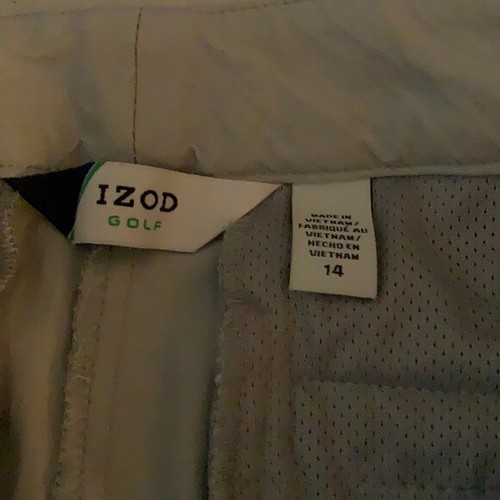 IZOD
GOLF
MADE IN
VIETNAM/
FABRIQUÉ AU
VIETNAM/
HECHO EN
VIETNAM
14